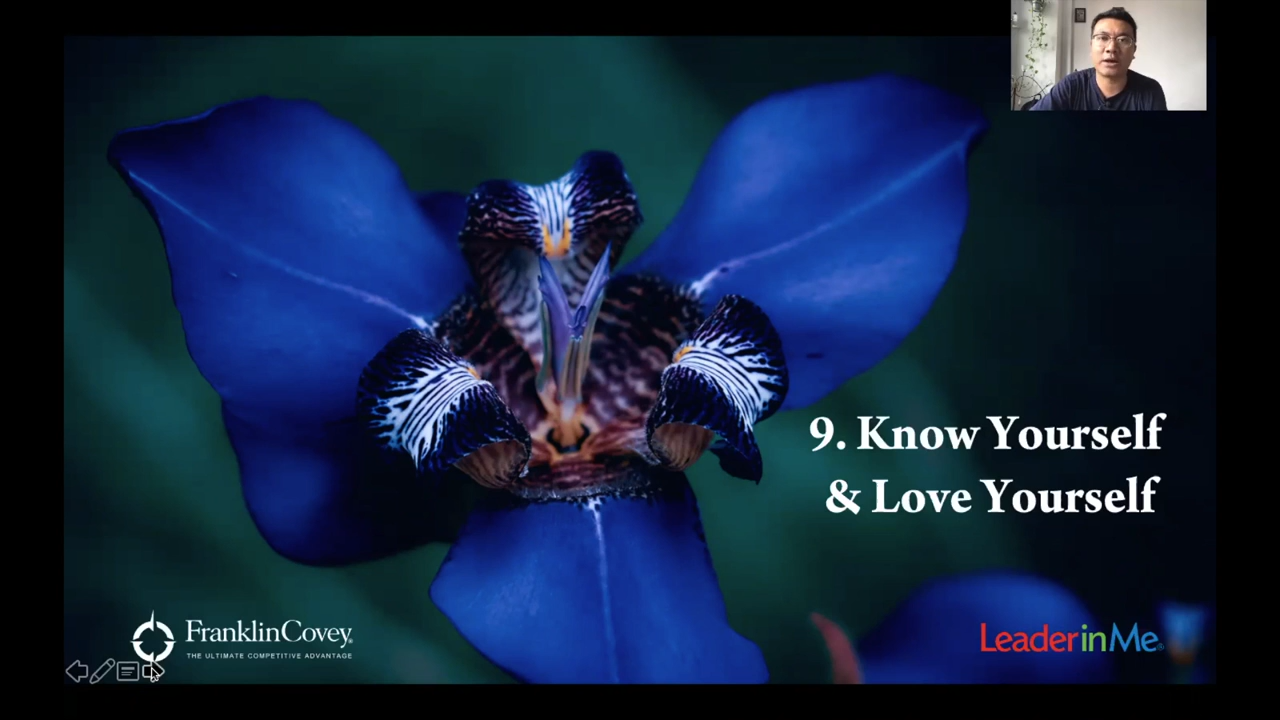 9. Know Yourself
& Love Yourself
FranklinCovey®
THE ULTIMATE COMPETITIVE ADVANTAGE
LeaderinMe®